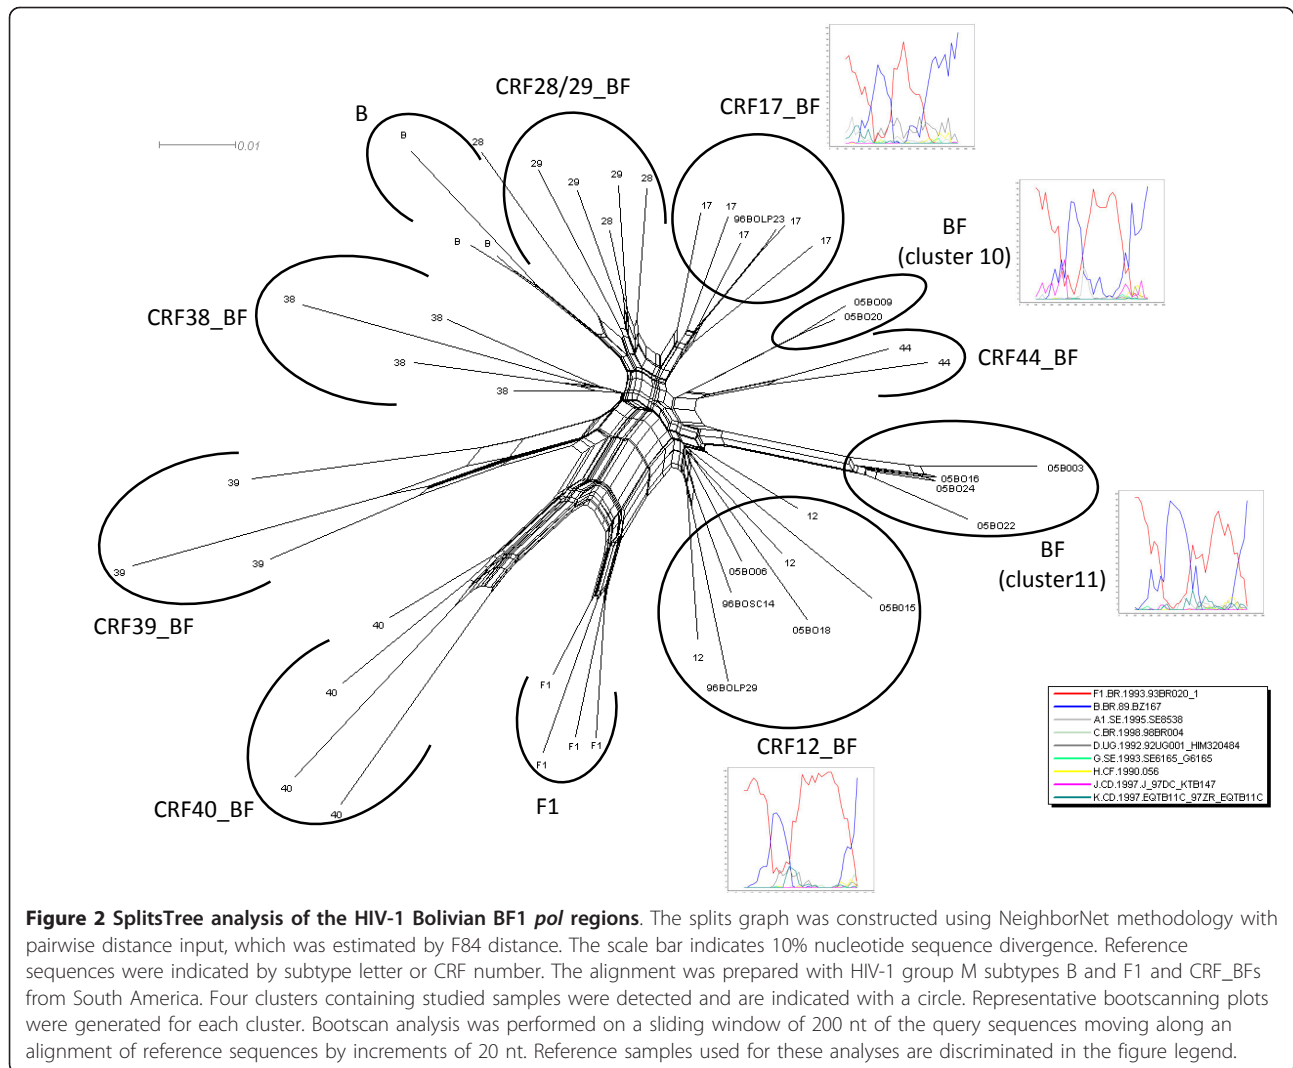 CRF28/29_BF
CRF17_BF
B
B
28
29
29
29
28
28
17
17
96BOLP23
17
17
17
B
B
0.01
BF
(cluster 10)
05BO09
05BO20
CRF38_BF
38
38
38
38
44
44
CRF44_BF
39
39
39
CRF39_BF
05B003
05BO16
05BO24
05BO22
BF
(cluster11)
12
12
05BO06
96BOSC14
05B015
05BO18
12
96BOLP29
CRF12_BF
40
40
40
40
CRF40_BF
F1
F1
F1
F1
F1
F1.BR.1993.93BR020_1
B.BR.89.BZ167
A1.SE.1995.SE8538
C.BR.1998.98BR004
D.UG.1992.92UG001_HIM320484
G.SE.1993.SE6165_G6165
H.CF.1990.056
J.CD.1997.J_97DC_KTB147
K.CD.1997.EQTB11C_97ZR_EQTB11C
Figure 2 SplitsTree analysis of the HIV-1 Bolivian BF1 pol regions. The splits graph was constructed using NeighborNet methodology with
pairwise distance input, which was estimated by F84 distance. The scale bar indicates 10% nucleotide sequence divergence. Reference
sequences were indicated by subtype letter or CRF number. The alignment was prepared with HIV-1 group M subtypes B and F1 and CRF_BFs
from South America. Four clusters containing studied samples were detected and are indicated with a circle. Representative bootscanning plots
were generated for each cluster. Bootscan analysis was performed on a sliding window of 200 nt of the query sequences moving along an
alignment of reference sequences by increments of 20 nt. Reference samples used for these analyses are discriminated in the figure legend.